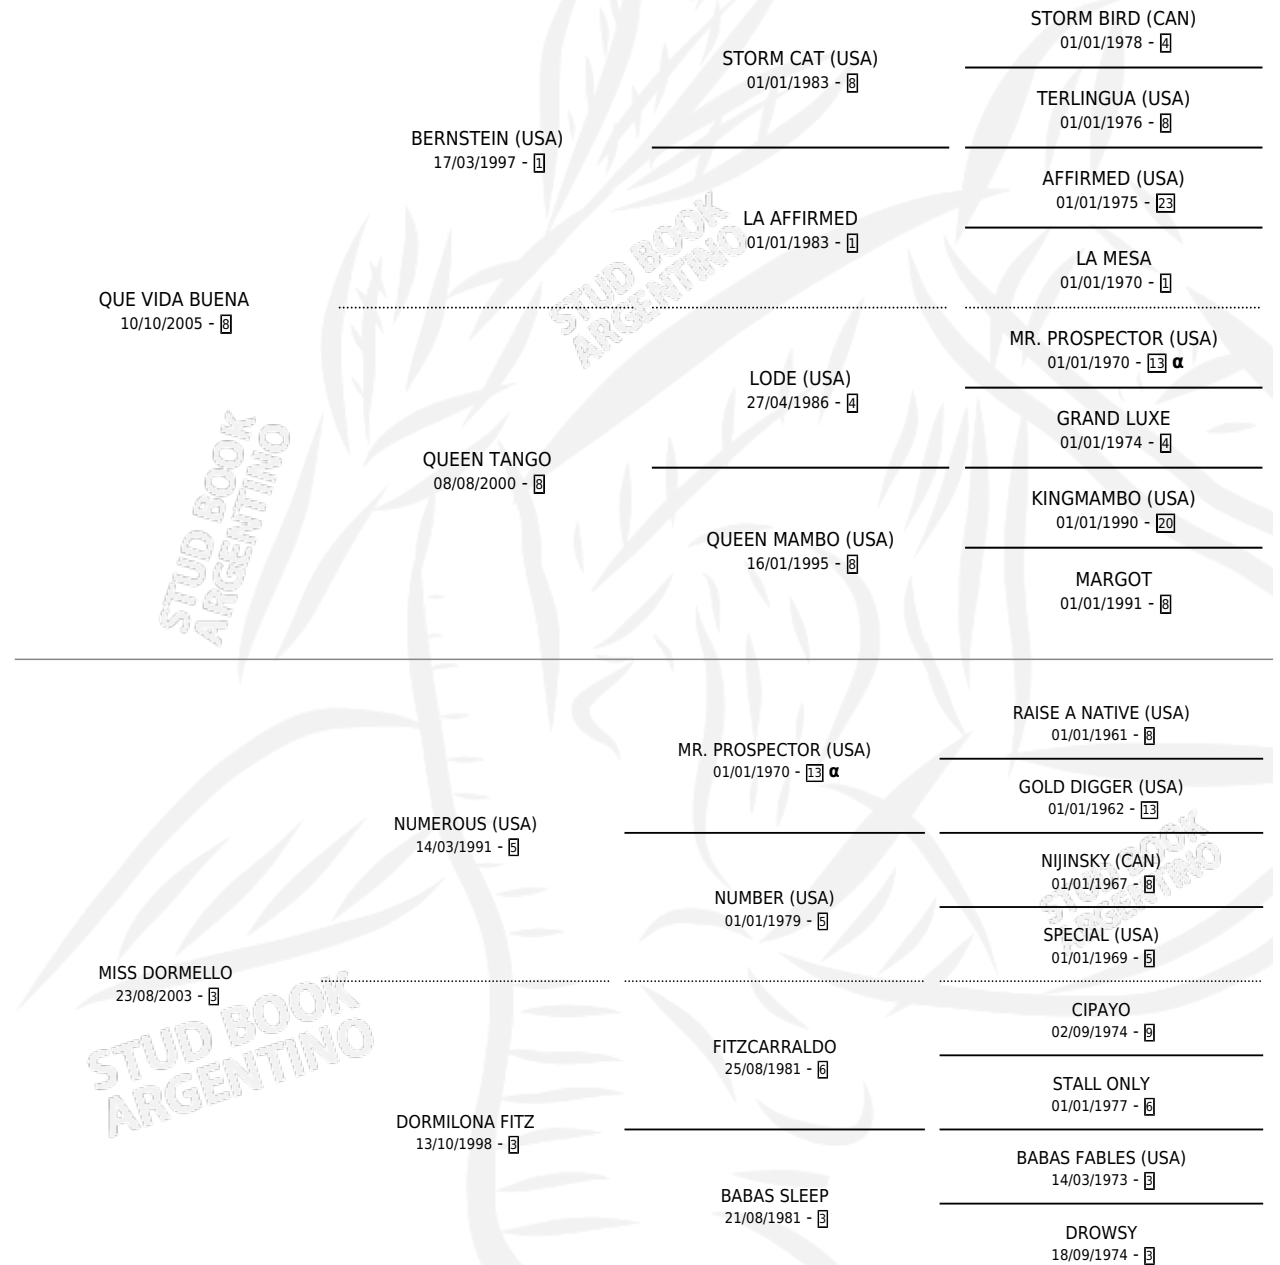 STORM BIRD (CAN)
01/01/1978 - 4
STORM CAT (USA)
01/01/1983 - 8
TERLINGUA (USA)
01/01/1976 - 8
BERNSTEIN (USA)
17/03/1997 - 1
AFFIRMED (USA)
01/01/1975 - 23
LA AFFIRMED
01/01/1983 - 1
LA MESA
01/01/1970 - 1
QUE VIDA BUENA
10/10/2005 - 8
MR. PROSPECTOR (USA)
01/01/1970 - 13 α
LODE (USA)
27/04/1986 - 4
GRAND LUXE
01/01/1974 - 4
QUEEN TANGO
08/08/2000 - 8
KINGMAMBO (USA)
01/01/1990 - 20
QUEEN MAMBO (USA)
16/01/1995 - 8
MARGOT
01/01/1991 - 8
RAISE A NATIVE (USA)
01/01/1961 - 8
MR. PROSPECTOR (USA)
01/01/1970 - 13 α
GOLD DIGGER (USA)
01/01/1962 - 13
NUMEROUS (USA)
14/03/1991 - 5
NIJINSKY (CAN)
01/01/1967 - 8
NUMBER (USA)
01/01/1979 - 5
SPECIAL (USA)
01/01/1969 - 5
MISS DORMELLO
23/08/2003 - 3
CIPAYO
02/09/1974 - 9
FITZCARRALDO
25/08/1981 - 6
STALL ONLY
01/01/1977 - 6
DORMILONA FITZ
13/10/1998 - 3
BABAS FABLES (USA)
14/03/1973 - 3
BABAS SLEEP
21/08/1981 - 3
DROWSY
18/09/1974 - 3
STUD BOOK
ARGENTINO
STUD BOOK
ARGENTINO
STUD BOOK
ARGENTINO
STUD BOOK
ARGENTINO